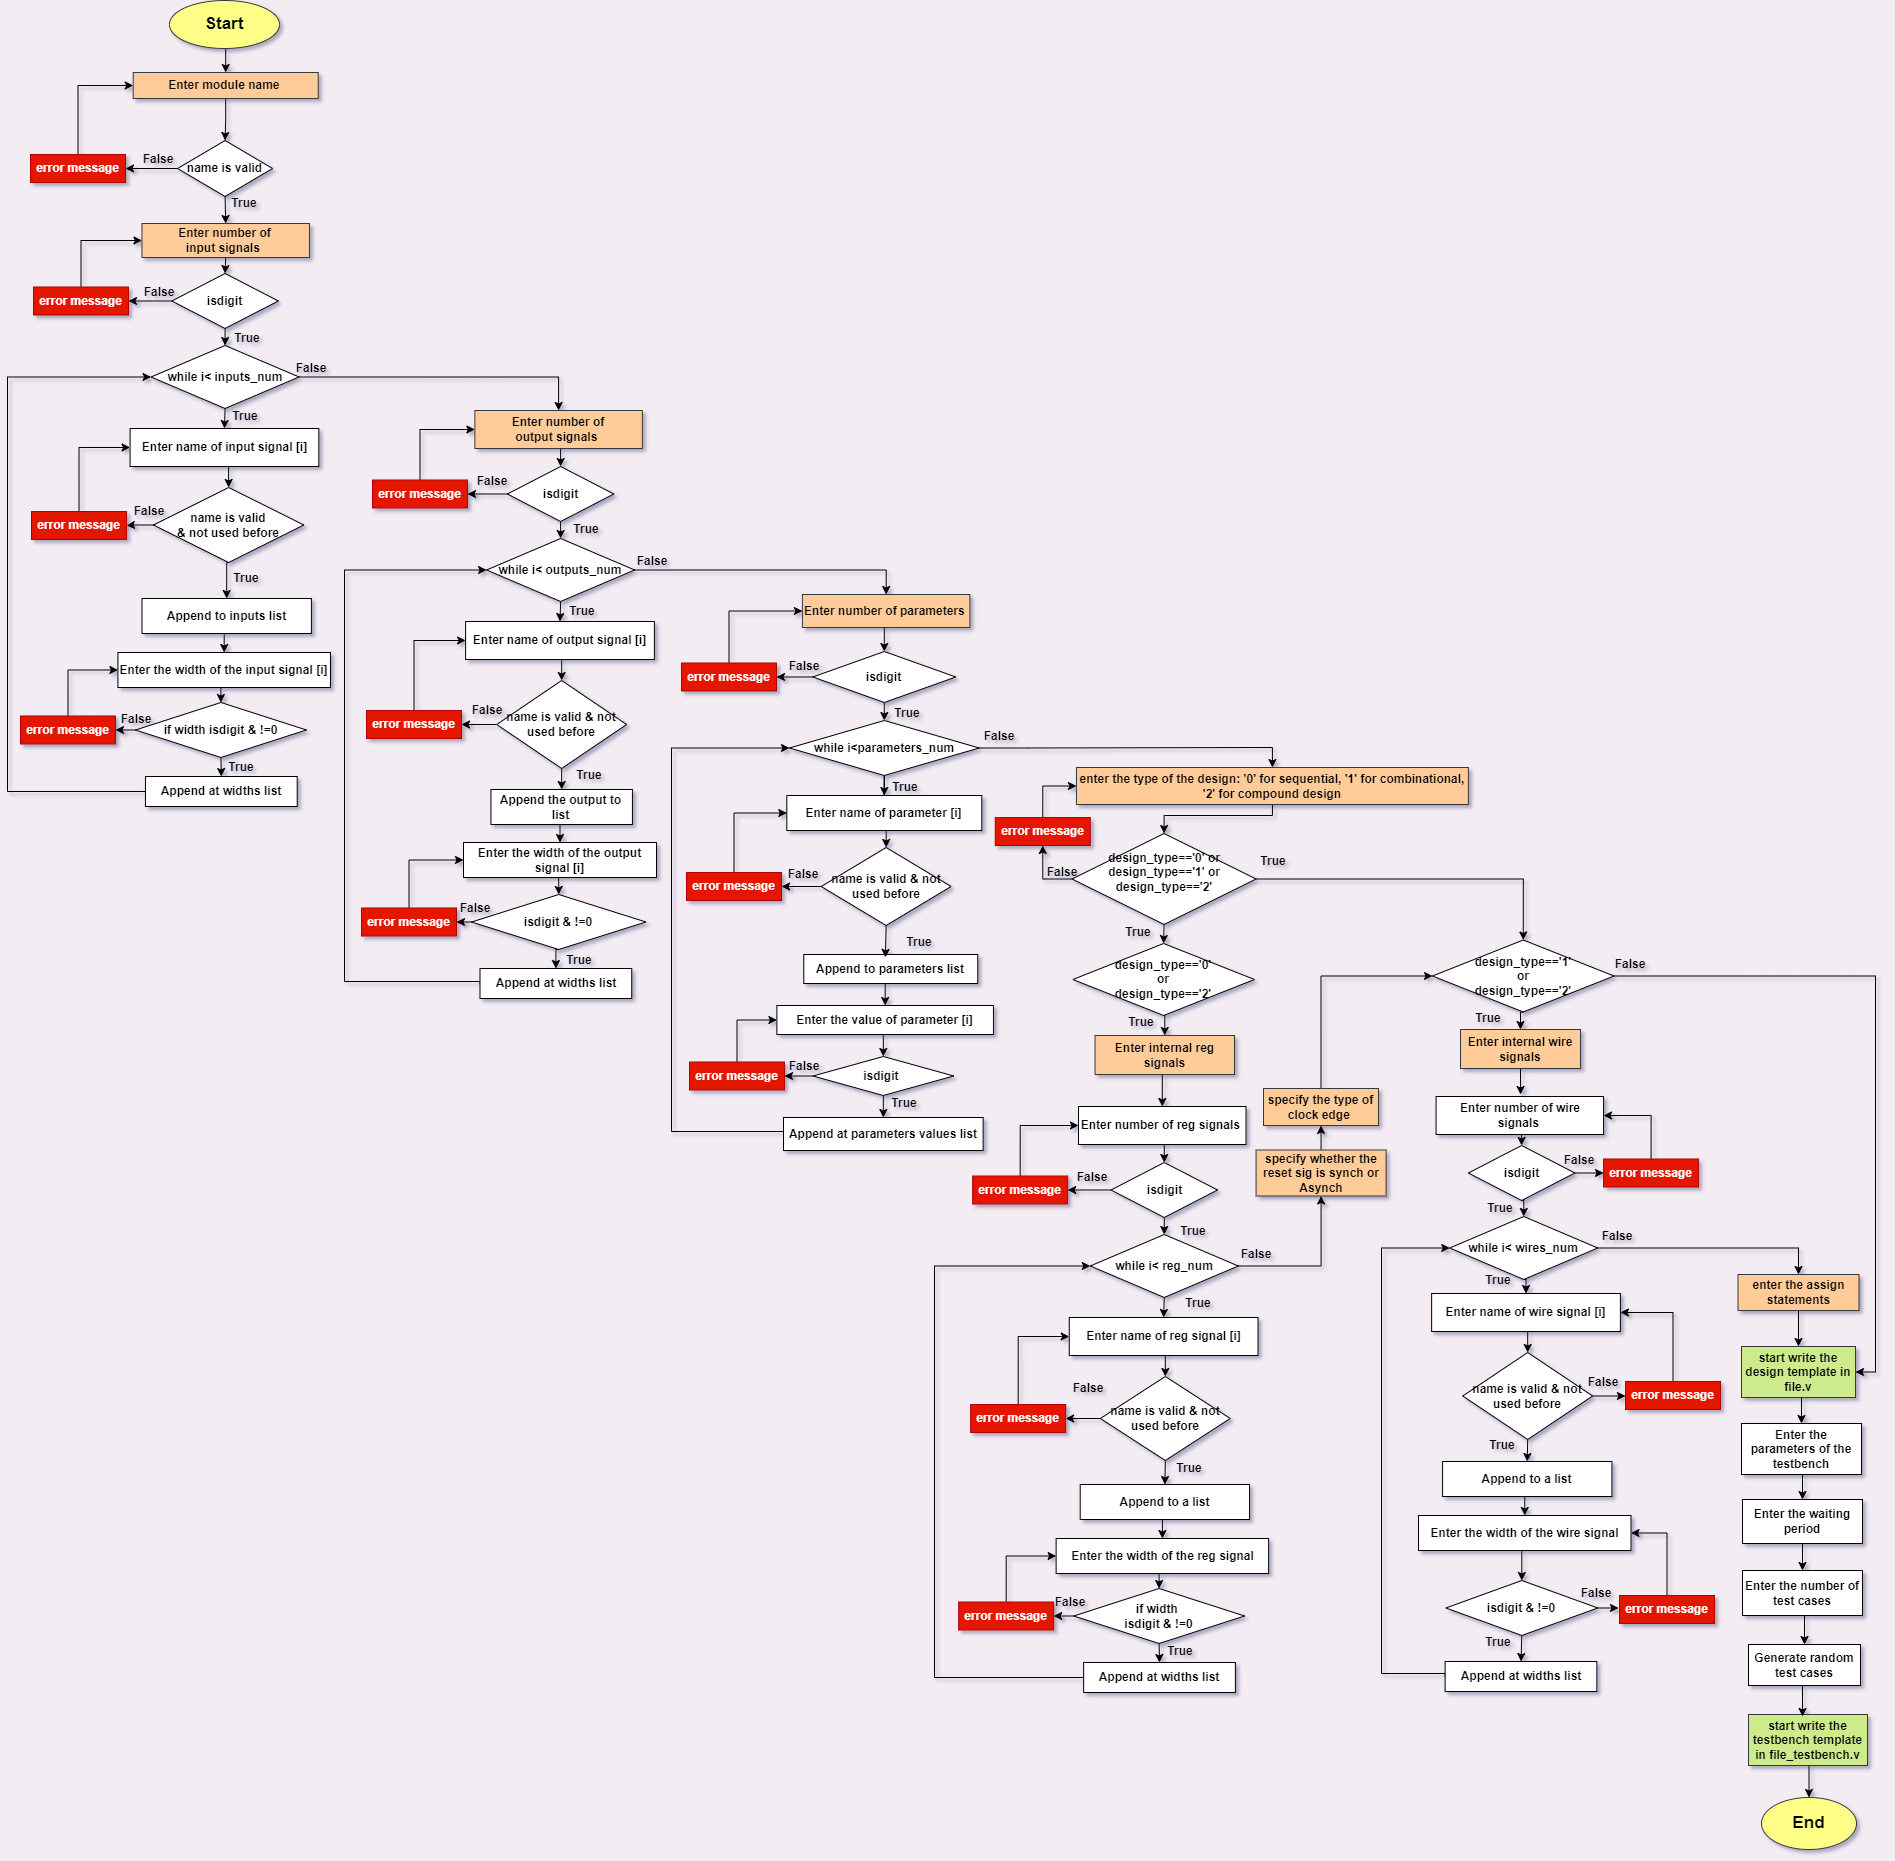 Start
Enter module name
error message
False
name is valid
True
Enter number of
input signals
error message
False
isdigit
True
while i< inputs_num
False
True
Enter name of input signal [i]
error message
False
name is valid
& not used before
True
Append to inputs list
Enter the width of the input signal [i]
error message
False
if width isdigit & !=0
True
Append at widths list
Enter number of
output signals
error message
False
isdigit
True
while i< outputs_num
False
True
Enter name of output signal [i]
error message
False
name is valid & not
used before
True
Append the output to
list
Enter the width of the output
signal [i]
error message
False
isdigit & !=0
True
Append at widths list
Enter number of parameters
error message
False
isdigit
True
while i<parameters_num
False
True
Enter name of parameter [i]
error message
False
name is valid & not
used before
True
Append to parameters list
Enter the value of parameter [i]
error message
False
isdigit
True
Append at parameters values list
enter the type of the design: '0' for sequential, '1' for combinational,
'2' for compound design
error message
False
design_type=='0' or
design_type=='1' or
design_type=='2'
True
True
design_type=='0'
or
design_type=='2'
True
Enter internal reg
signals
Enter number of reg signals
error message
False
isdigit
True
while i< reg_num
False
True
Enter name of reg signal [i]
error message
False
name is valid & not
used before
True
Append to a list
Enter the width of the reg signal
error message
False
if width
isdigit & !=0
True
Append at widths list
specify the type of
clock edge
specify whether the
reset sig is synch or
Asynch
design_type=='1'
or
design_type=='2'
False
True
Enter internal wire
signals
Enter number of wire
signals
isdigit
False
error message
True
while i< wires_num
False
True
Enter name of wire signal [i]
name is valid & not
used before
False
error message
True
Append to a list
Enter the width of the wire signal
isdigit & !=0
False
error message
True
Append at widths list
enter the assign
statements
start write the
design template in
file.v
Enter the
parameters of the
testbench
Enter the waiting
period
Enter the number of
test cases
Generate random
test cases
start write the
testbench template
in file_testbench.v
End